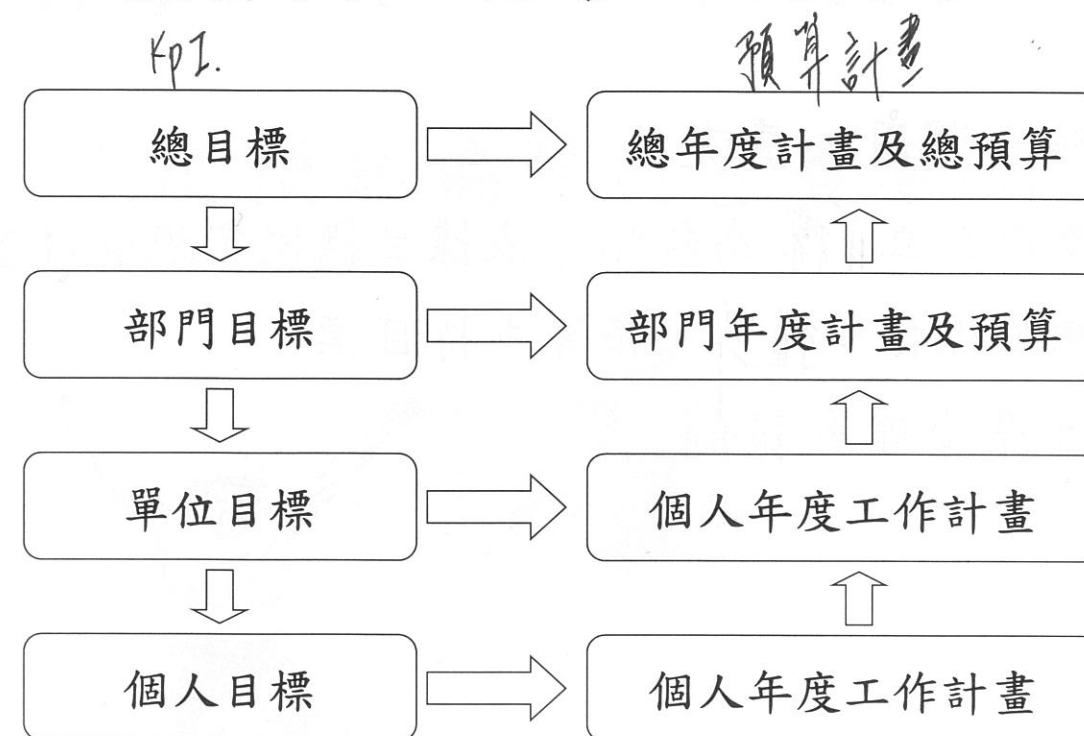 KpI.
預算計畫
總目標
總年度計畫及總預算
部門目標
部門年度計畫及預算
單位目標
個人年度工作計畫
個人目標
個人年度工作計畫